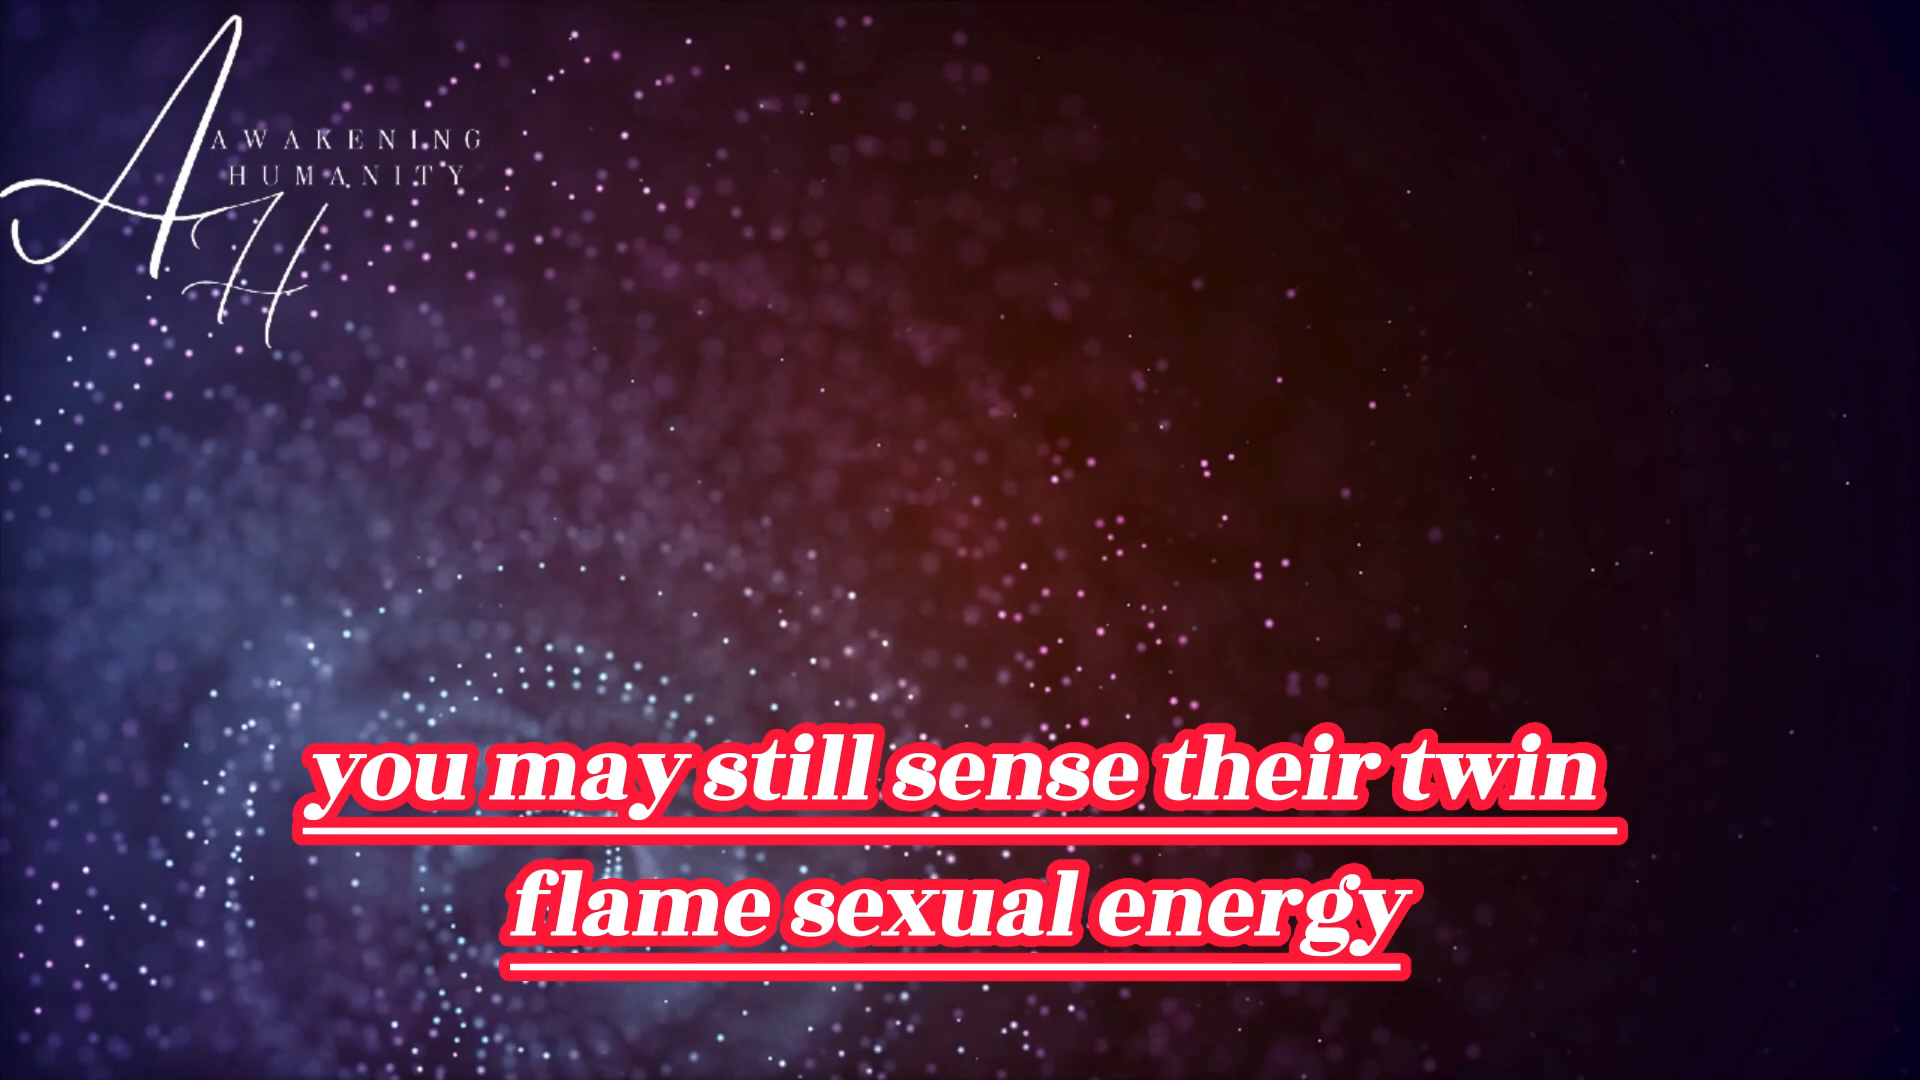 A
AWAKENING
HUMANITY
H
you may still sense their twin
flame sexual energy